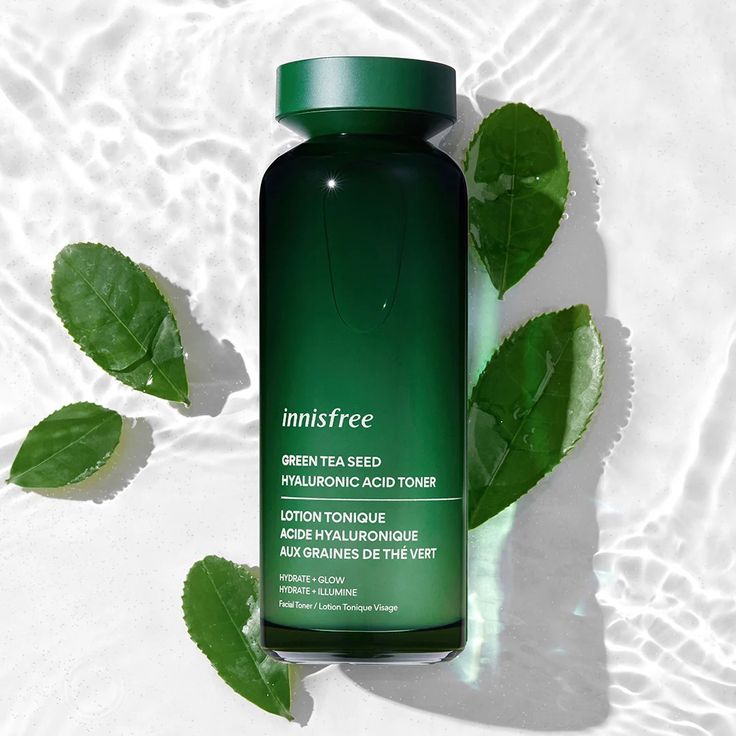 innisfree
GREEN TEA SEED
HYALURONIC ACID TONER
LOTION TONIQUE
ACIDE HYALURONIQUE
AUX GRAINES DE THÉ VERT
HYDRATE + GLOW
HYDRATE + ILLUMINE
Facial Toner / Lotion Tonique Visage